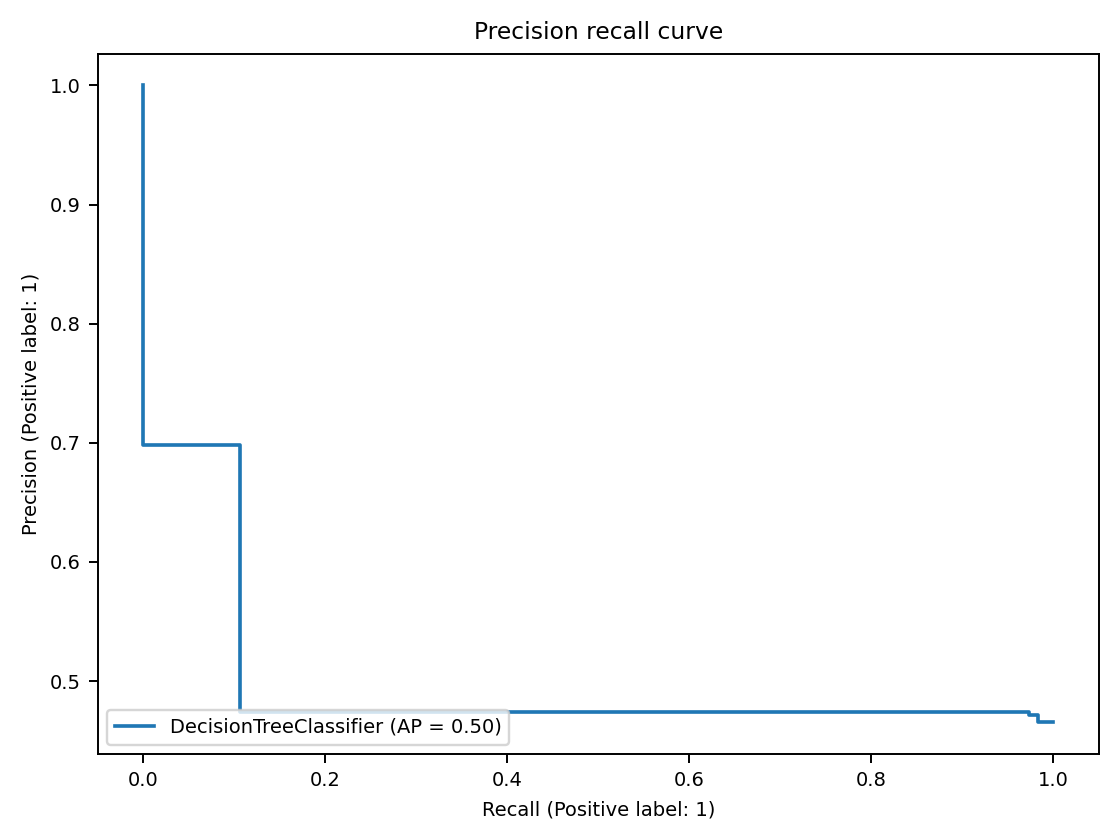 Precision recall curve
1.0
0.9
0.8
0.7
0.6
0.5
Precision (Positive label: 1)
DecisionTreeClassifier (AP = 0.50)
0.0 0.2 0.4 0.6 0.8 1.0
Recall (Positive label: 1)